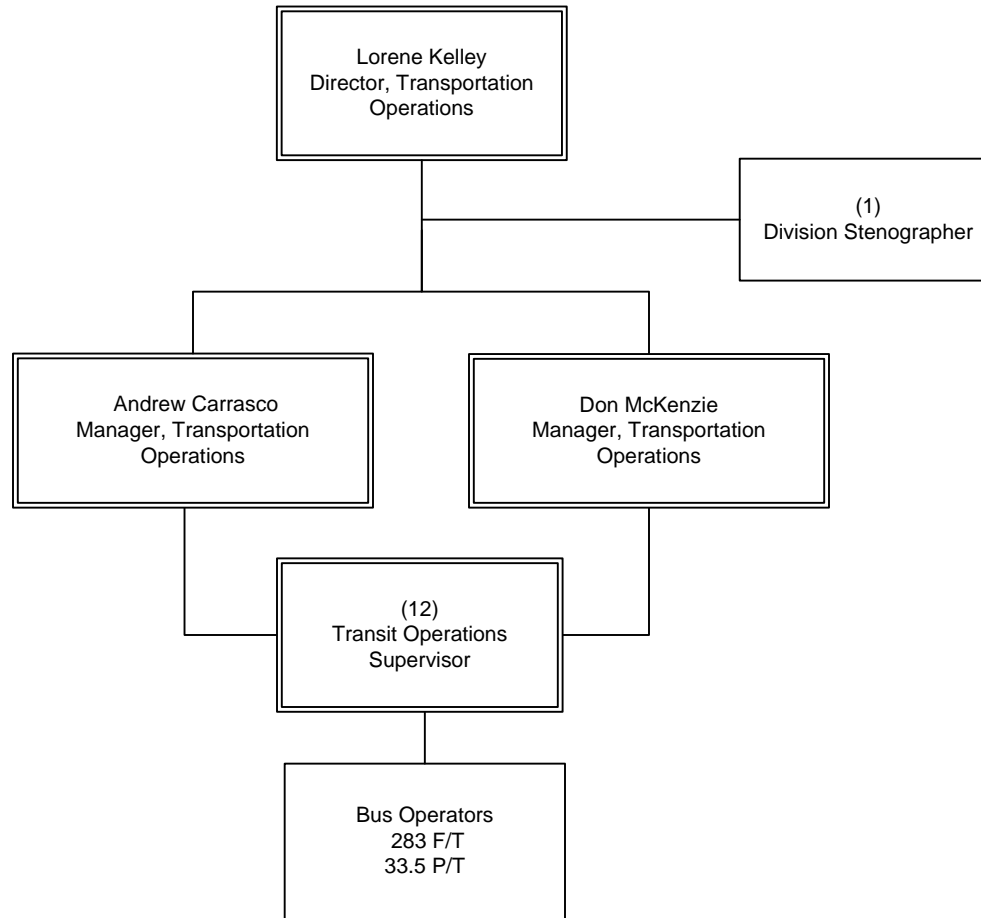 Lorene Kelley
Director, Transportation
Operations
(1)
Division Stenographer
Andrew Carrasco
Manager, Transportation
Operations
Don McKenzie
Manager, Transportation
Operations
(12)
Transit Operations
Supervisor
Bus Operators
283 F/T
33.5 P/T